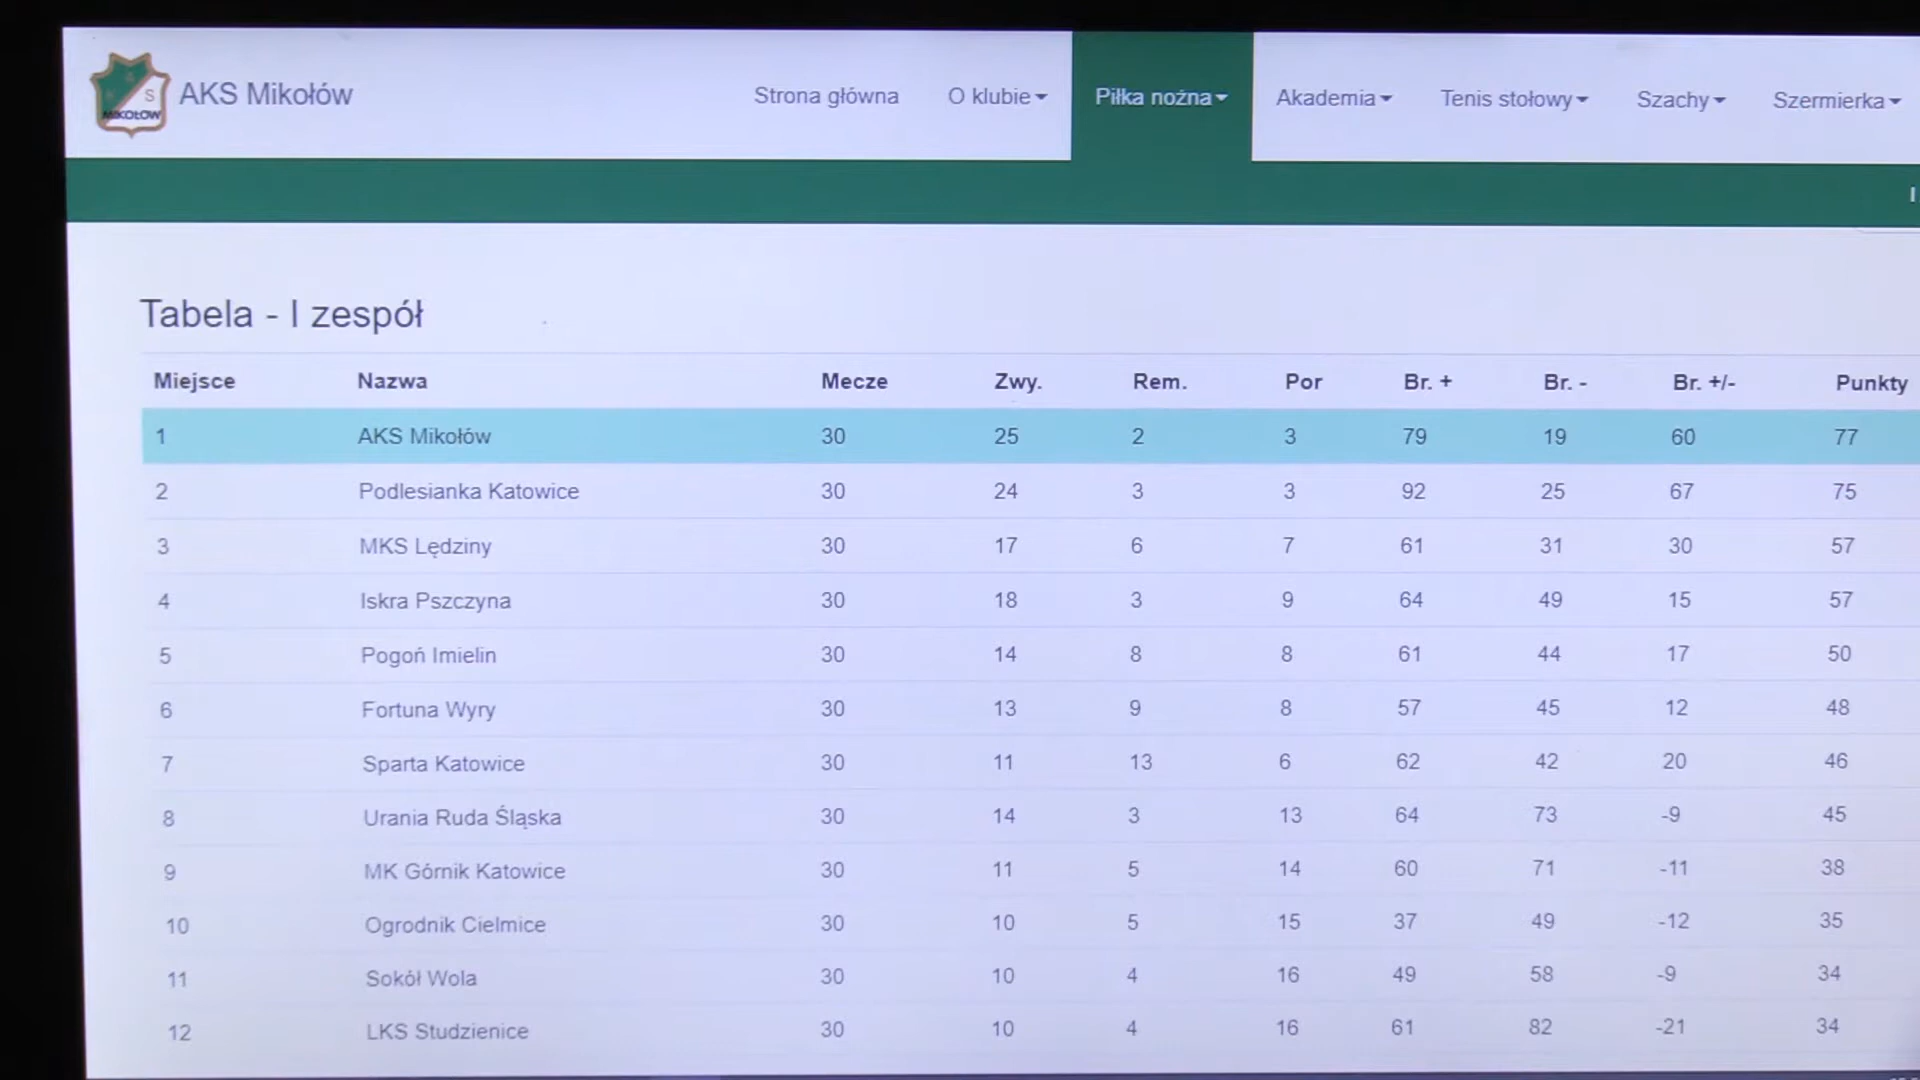 AKS Mikołów
Strona główna O klubie Piłka nożna Akademia Tenis stołowy Szachy Szermierka
S
MIKOŁÓW
I
Tabela - I zespół
Miejsce Nazwa Mecze Zwy. Rem. Por Br. + Br. - Br. +/- Punkty
1 AKS Mikołów 30 25 2 3 79 19 60 77
2 Podlesianka Katowice 30 24 3 3 92 25 67 75
3 MKS Lędziny 30 17 6 7 61 31 30 57
4 Iskra Pszczyna 30 18 3 9 64 49 15 57
5 Pogoń Imielin 30 14 8 8 61 44 17 50
6 Fortuna Wyry 30 13 9 8 57 45 12 48
7 Sparta Katowice 30 11 13 6 62 42 20 46
8 Urania Ruda Śląska 30 14 3 13 64 73 -9 45
9 MK Górnik Katowice 30 11 5 14 60 71 -11 38
10 Ogrodnik Cielmice 30 10 5 15 37 49 -12 35
11 Sokół Wola 30 10 4 16 49 58 -9 34
12 LKS Studzienice 30 10 4 16 61 82 -21 34